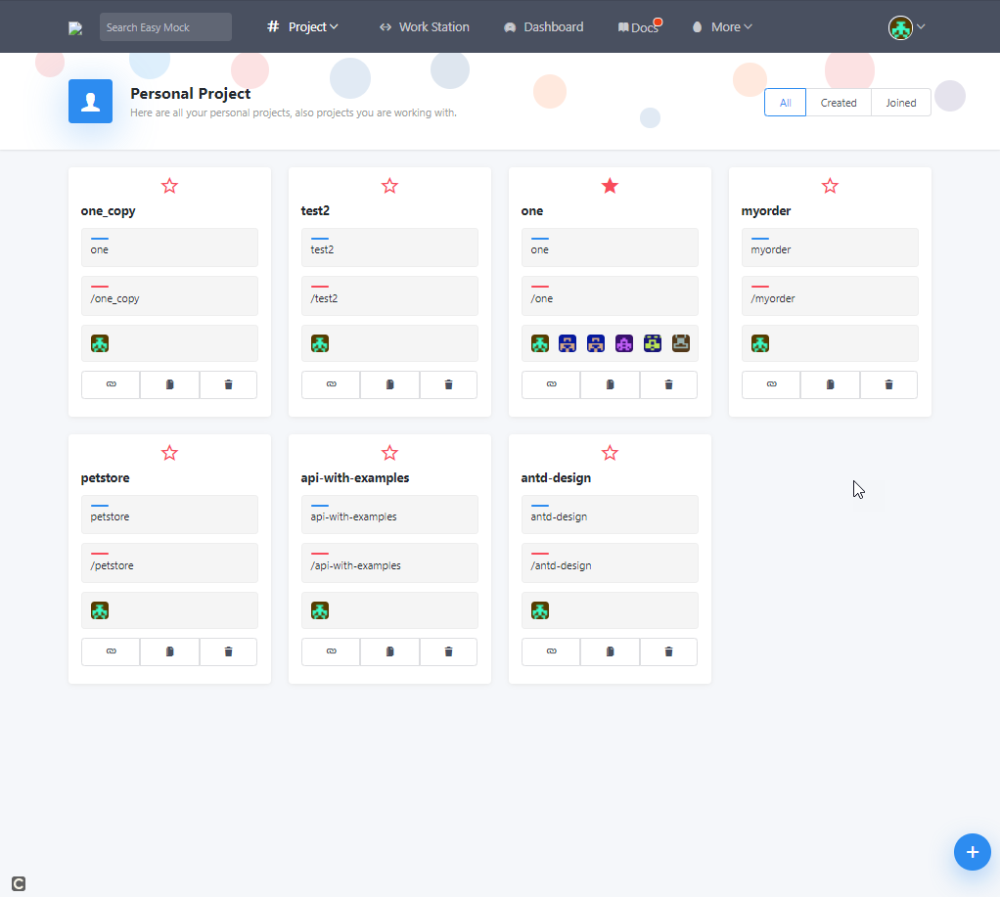 Search Easy Mock
# Project
Work Station
Dashboard
Docs
More
Personal Project
Here are all your personal projects, also projects you are working with.
All
Created
Joined
one_copy
one
/one_copy
test2
test2
/test2
one
one
/one
myorder
myorder
/myorder
petstore
petstore
/petstore
api-with-examples
api-with-examples
/api-with-examples
antd-design
antd-design
/antd-design
C